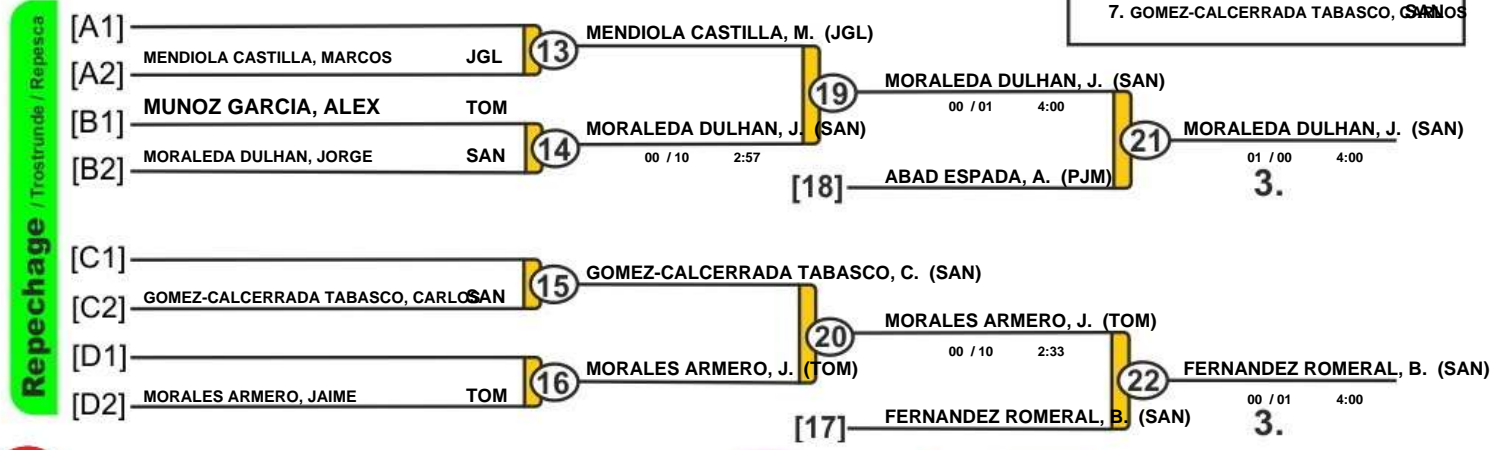 7. GOMEZ-CALCERRADA TABASCO, CARLOS SAN
Repechage / Trostrunde / Repesca
[A1]
MENDIOLA CASTILLA, MARCOS JGL
[A2]
13
MENDIOLA CASTILLA, M. (JGL)
MUNOZ GARCIA, ALEX TOM
[B1]
MORALEDA DULHAN, JORGE SAN
[B2]
14
MORALEDA DULHAN, J. (SAN)
00 / 10 2:57
19
MORALEDA DULHAN, J. (SAN)
00 / 01 4:00
[18]
ABAD ESPADA, A. (PJM)
21
MORALEDA DULHAN, J. (SAN)
01 / 00 4:00
3.
[C1]
GOMEZ-CALCERRADA TABASCO, CARLOS SAN
[C2]
15
GOMEZ-CALCERRADA TABASCO, C. (SAN)
[D1]
MORALES ARMERO, JAIME TOM
[D2]
16
MORALES ARMERO, J. (TOM)
20
MORALES ARMERO, J. (TOM)
00 / 10 2:33
[17]
FERNANDEZ ROMERAL, B. (SAN)
22
FERNANDEZ ROMERAL, B. (SAN)
00 / 01 4:00
3.